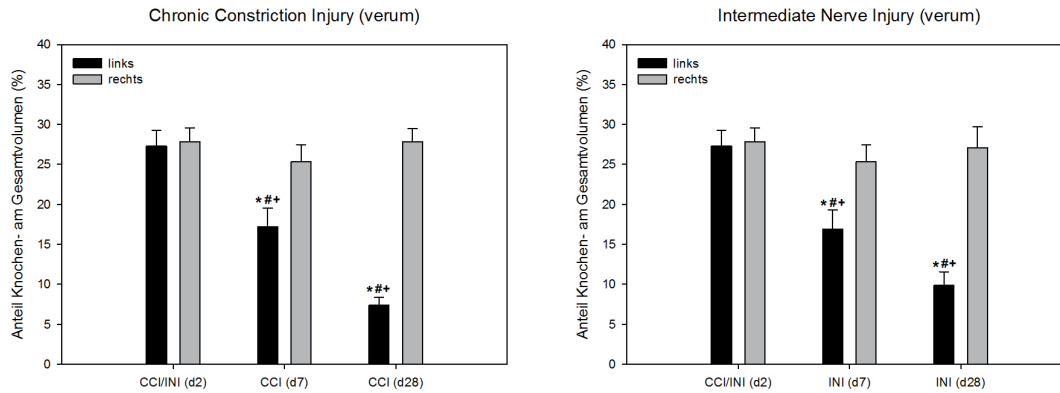 Chronic Constriction Injury (verum)
Anteil Knochen- am Gesamtvolumen (%)
40
35
30
25
20
15
10
5
0
links
rechts
*#+
*#+
CCI/INI (d2)
CCI (d7)
CCI (d28)
Intermediate Nerve Injury (verum)
Anteil Knochen- am Gesamtvolumen (%)
40
35
30
25
20
15
10
5
0
links
rechts
*#+
*#+
CCI/INI (d2)
INI (d7)
INI (d28)